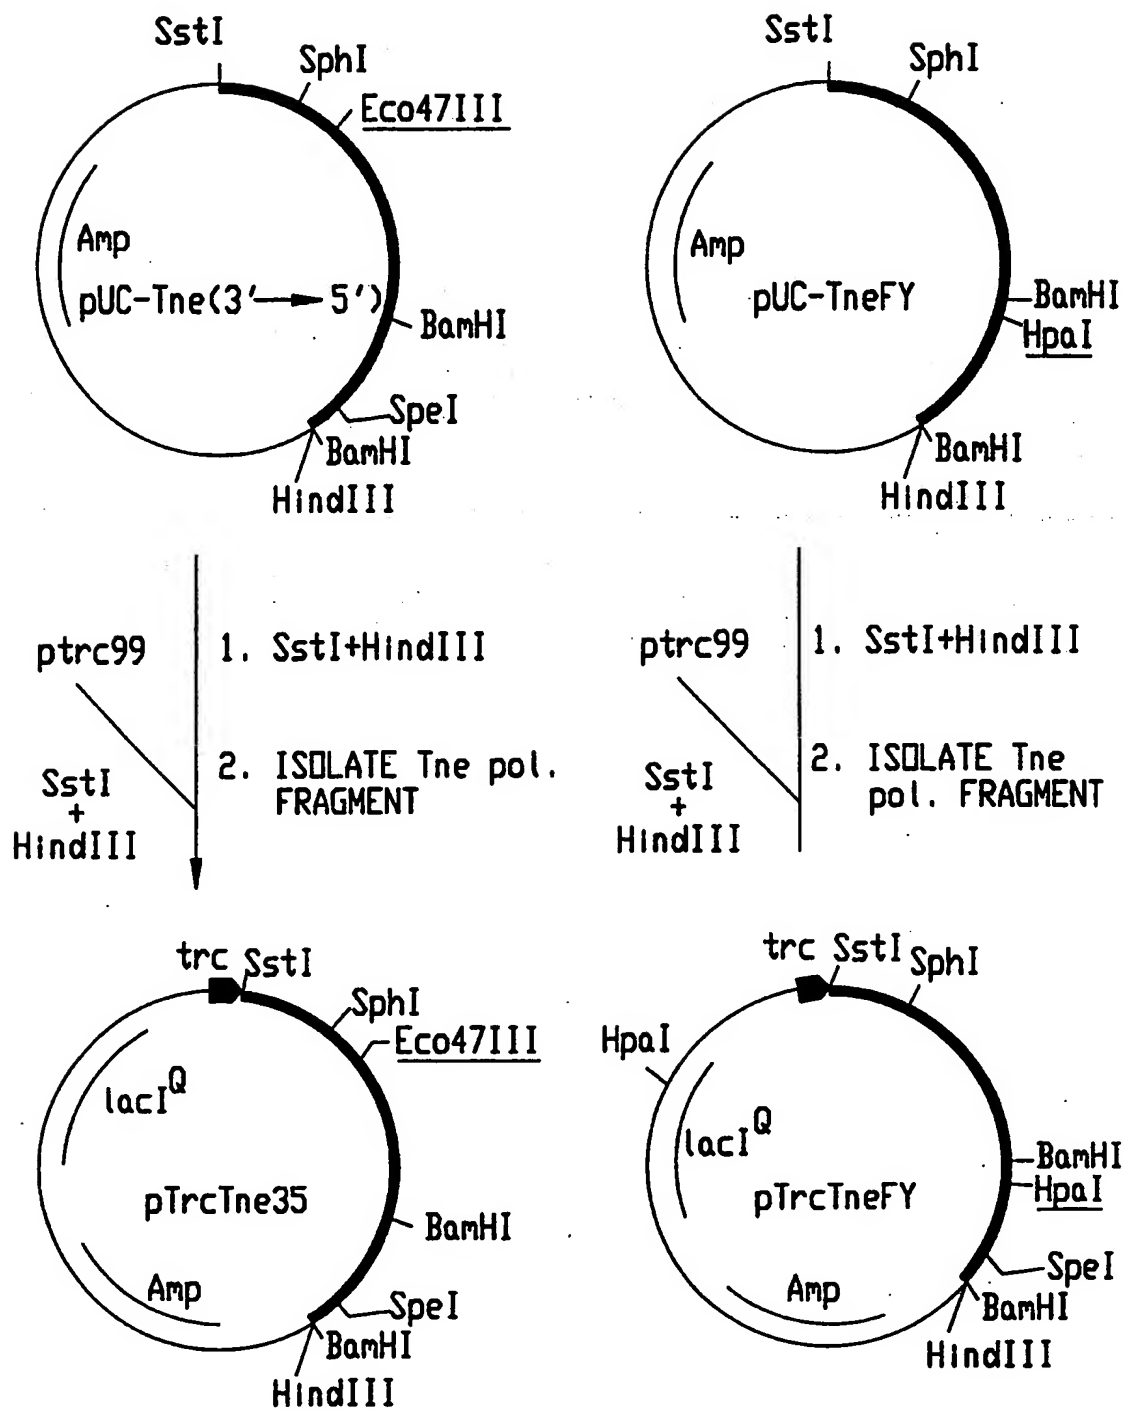 SstI
SphI
Eco47III
Amp
pUC-Tne(3'→5')
BamHI
SpeI
BamHI
HindIII
SstI
SphI
Amp
pUC-TneFY
BamHI
HpaI
BamHI
HindIII
ptrc99
1. SstI+HindIII
2. ISOLATE Tne pol.
FRAGMENT
SstI
+
HindIII
ptrc99
1. SstI+HindIII
2. ISOLATE Tne
pol. FRAGMENT
SstI
+
HindIII
trc
SstI
SphI
Eco47III
lacI^Q
pTrcTne35
BamHI
Amp
SpeI
BamHI
HindIII
trc
SstI
SphI
HpaI
lacI^Q
BamHI
HpaI
pTrcTneFY
Amp
SpeI
BamHI
HindIII